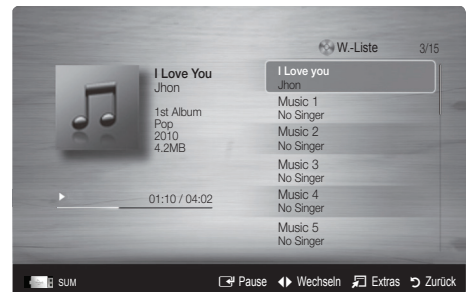 W.-Liste 3/15
I Love You
Jhon
1st Album
Pop
2010
4.2MB
01:10 / 04:02
I Love you
Jhon
Music 1
No Singer
Music 2
No Singer
Music 3
No Singer
Music 4
No Singer
Music 5
No Singer
SUM Pause Wechseln Extras Zurück